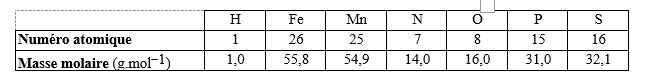 H Fe Mn N O P S
Numéro atomique 1 26 25 7 8 15 16
Masse molaire (g.mol–1) 1,0 55,8 54,9 14,0 16,0 31,0 32,1